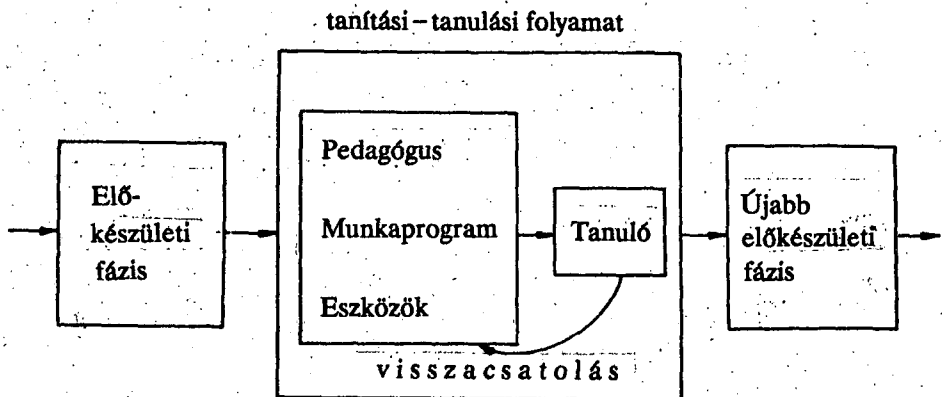 tanítási – tanulási folyamat
Elő-
készületi
fázis
Pedagógus
Munkaprogram
Eszközök
Tanuló
visszacsatolás
Újabb
előkészületi
fázis